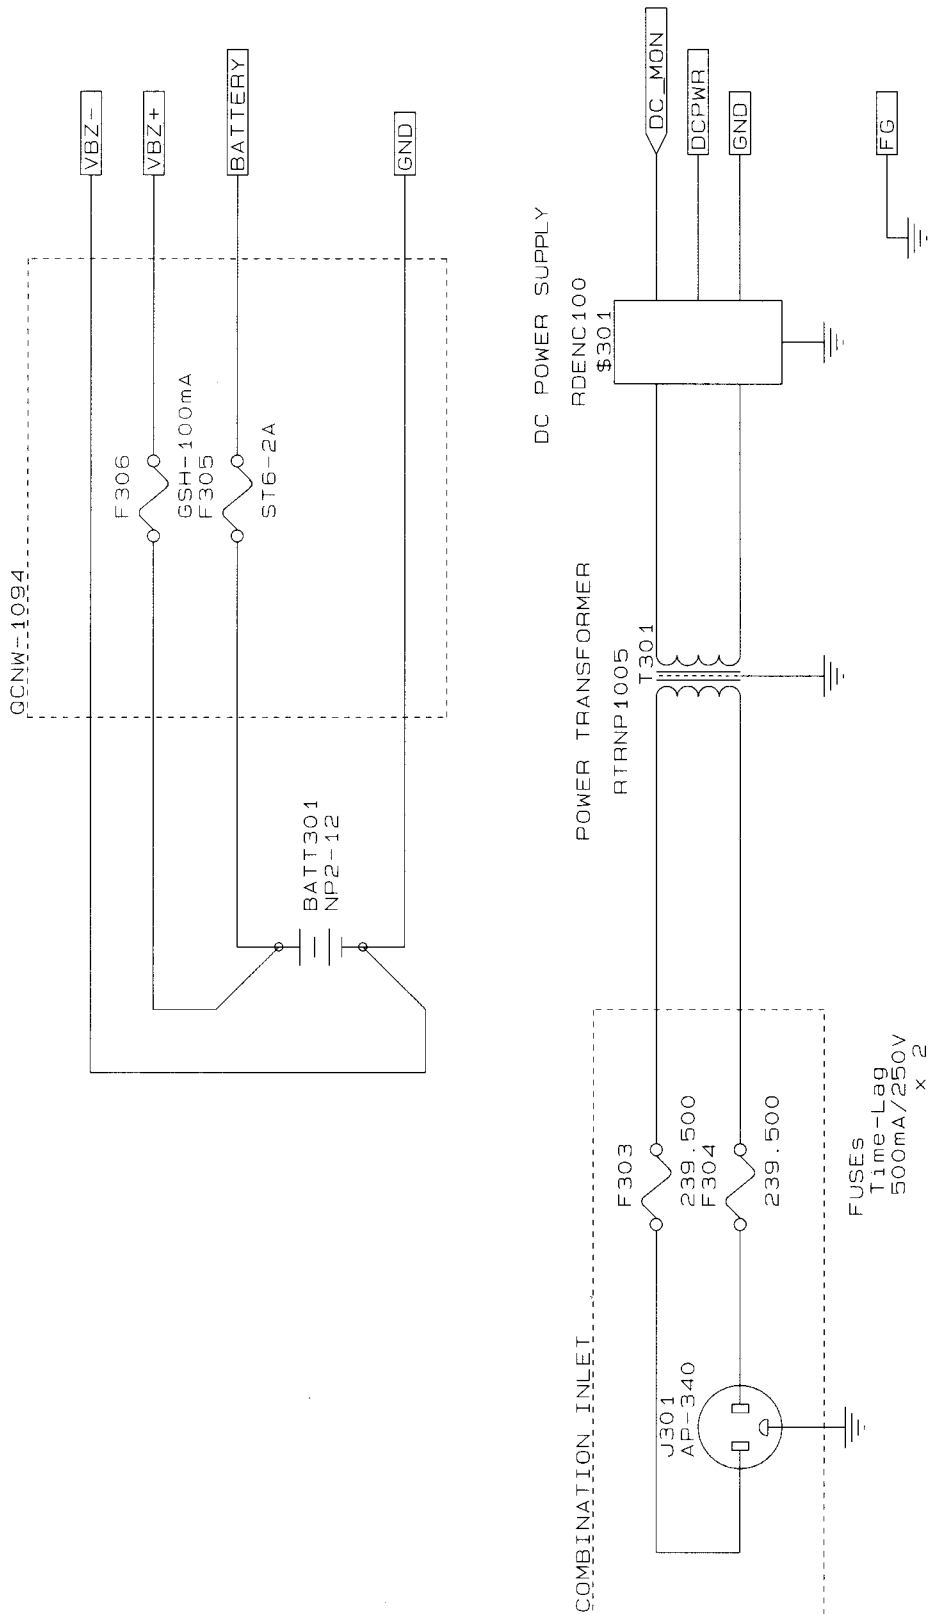 QCNW-1094
VBZ-
VBZ+
BATTERY
GND
F306
GSH-100mA
F305
ST6-2A
BATT301
NP2-12
DC POWER SUPPLY
RDENC100
$301
DC_MON
DCPWR
GND
FG
POWER TRANSFORMER
RTRNP1005
T301
COMBINATION INLET
F303
239.500
F304
239.500
J301
AP-340
FUSEs
Time-Lag
500mA/250V
x 2